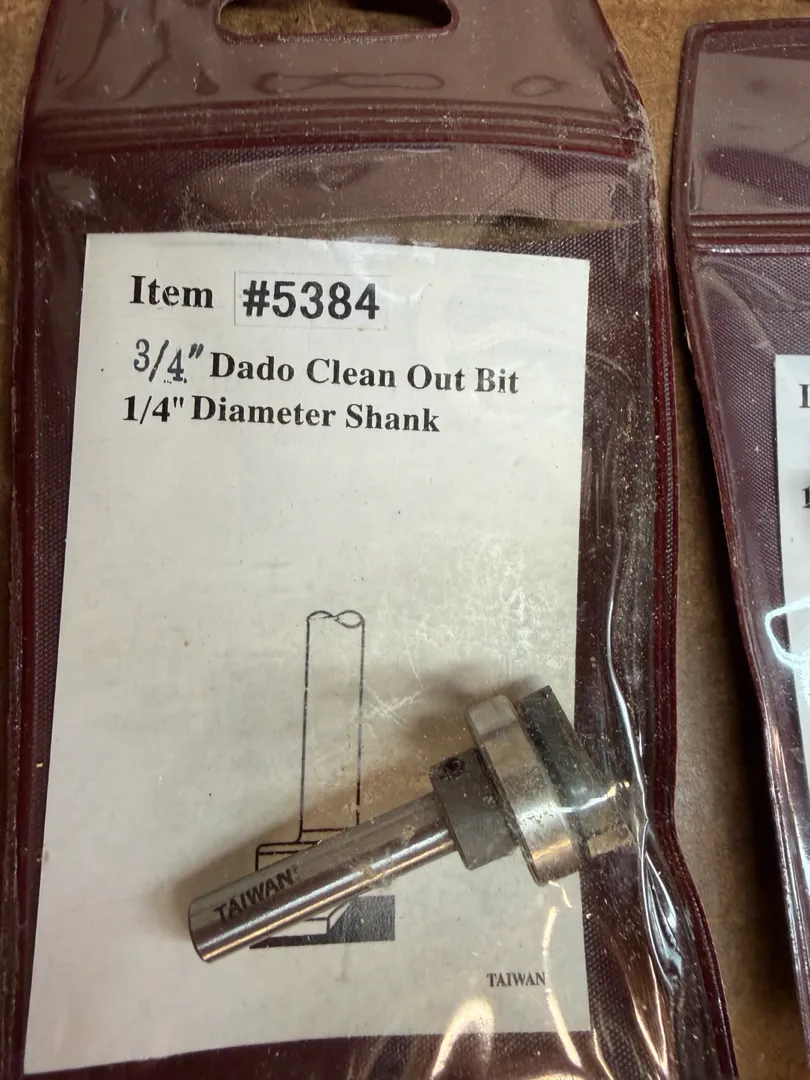 Item #5384
3/4" Dado Clean Out Bit
1/4" Diameter Shank
TAIWAN
TAIWAN